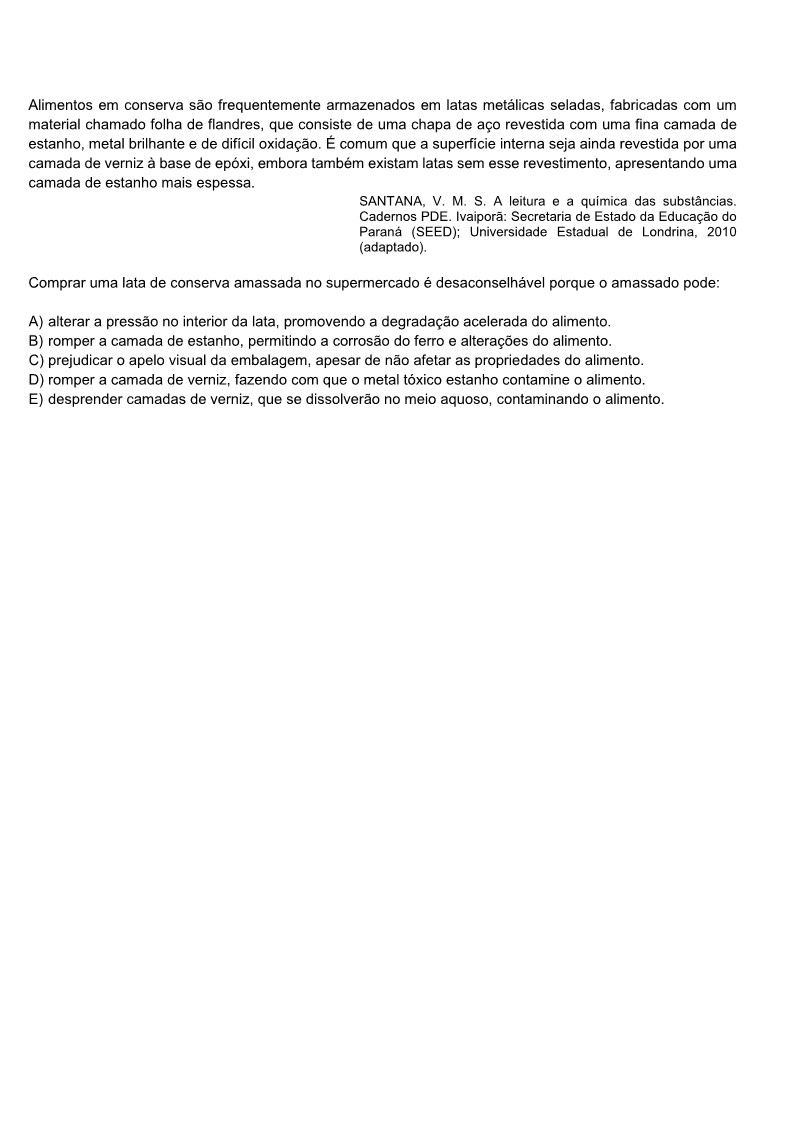 Alimentos em conserva são frequentemente armazenados em latas metálicas seladas, fabricadas com um
material chamado folha de flandres, que consiste de uma chapa de aço revestida com uma fina camada de
estanho, metal brilhante e de difícil oxidação. É comum que a superfície interna seja ainda revestida por uma
camada de verniz à base de epóxi, embora também existam latas sem esse revestimento, apresentando uma
camada de estanho mais espessa.
SANTANA, V. M. S. A leitura e a química das substâncias.
Cadernos PDE. Ivaiporã: Secretaria de Estado da Educação do
Paraná (SEED); Universidade Estadual de Londrina, 2010
(adaptado).
Comprar uma lata de conserva amassada no supermercado é desaconselhável porque o amassado pode:
A) alterar a pressão no interior da lata, promovendo a degradação acelerada do alimento.
B) romper a camada de estanho, permitindo a corrosão do ferro e alterações do alimento.
C) prejudicar o apelo visual da embalagem, apesar de não afetar as propriedades do alimento.
D) romper a camada de verniz, fazendo com que o metal tóxico estanho contamine o alimento.
E) desprender camadas de verniz, que se dissolverão no meio aquoso, contaminando o alimento.